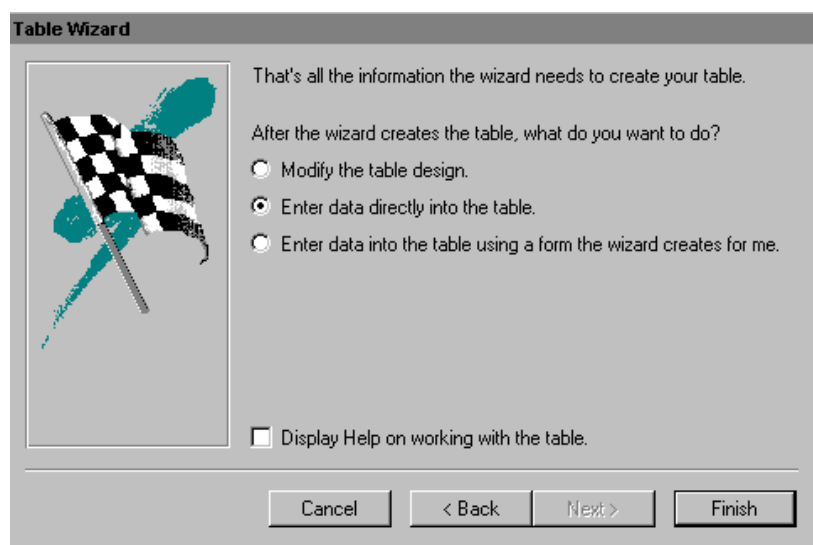 Table Wizard
That's all the information the wizard needs to create your table.
After the wizard creates the table, what do you want to do?
Modify the table design.
Enter data directly into the table.
Enter data into the table using a form the wizard creates for me.
Display Help on working with the table.
Cancel
< Back
Next >
Finish